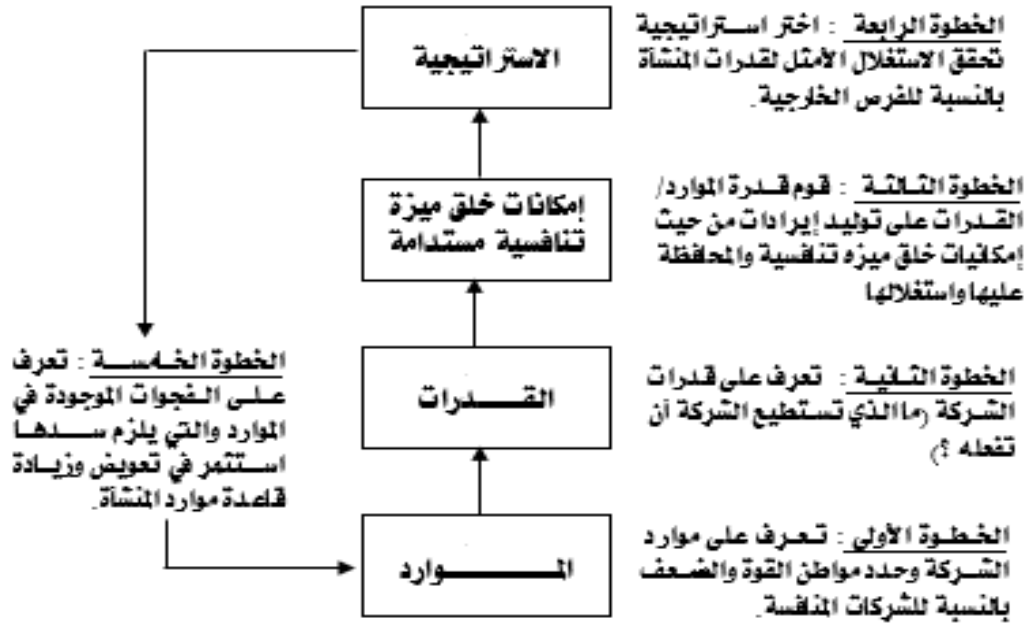 الاستراتيجية
الخطوة الرابعة : اختر استراتيجية
تحقق الاستغلال الأمثل لقدرات المنشأة
بالنسبة للفرص الخارجية.
إمكانات خلق ميزة
تنافسية مستدامة
الخطوة الثالثة : قوم قدرة الموارد/
القدرات على توليد إيرادات من حيث
إمكانيات خلق ميزه تنافسية والمحافظة
عليها واستغلالها
القــــدرات
الخطوة الثانية : تعرف على قدرات
الشركة (ما الذي تستطيع الشركة أن
تفعله ؟)
المــــــــوارد
الخطوة الأولى : تعرف على موارد
الشركة وحدد مواطن القوة والضعف
بالنسبة للشركات المنافسة.
الخطوة الخامسة : تعرف
على الفجوات الموجودة في
الموارد والتي يلزم سدها
استثمر في تعويض وزيادة
قاعدة موارد المنشأة.